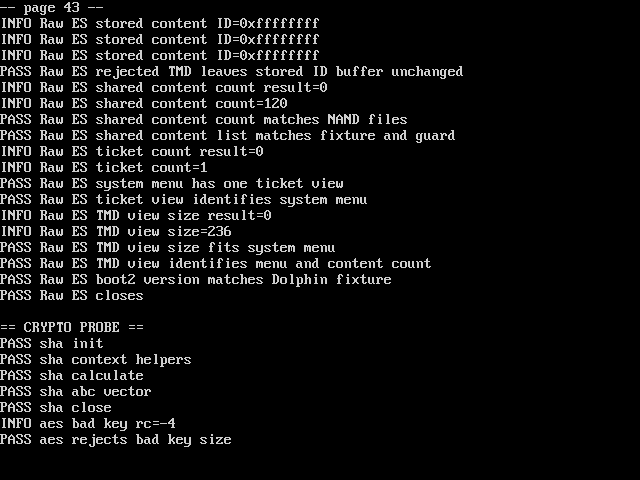 -- page 43 --
INFO Raw ES stored content ID=0xffffffff
INFO Raw ES stored content ID=0xffffffff
INFO Raw ES stored content ID=0xffffffff
PASS Raw ES rejected TMD leaves stored ID buffer unchanged
INFO Raw ES shared content count result=0
INFO Raw ES shared content count=120
PASS Raw ES shared content count matches NAND files
PASS Raw ES shared content list matches fixture and guard
INFO Raw ES ticket count result=0
INFO Raw ES ticket count=1
PASS Raw ES system menu has one ticket view
PASS Raw ES ticket view identifies system menu
INFO Raw ES TMD view size result=0
INFO Raw ES TMD view size=236
PASS Raw ES TMD view size fits system menu
PASS Raw ES TMD view identifies menu and content count
PASS Raw ES boot2 version matches Dolphin fixture
PASS Raw ES closes
== CRYPTO PROBE ==
PASS sha init
PASS sha context helpers
PASS sha calculate
PASS sha abc vector
PASS sha close
INFO aes bad key rc=-4
PASS aes rejects bad key size